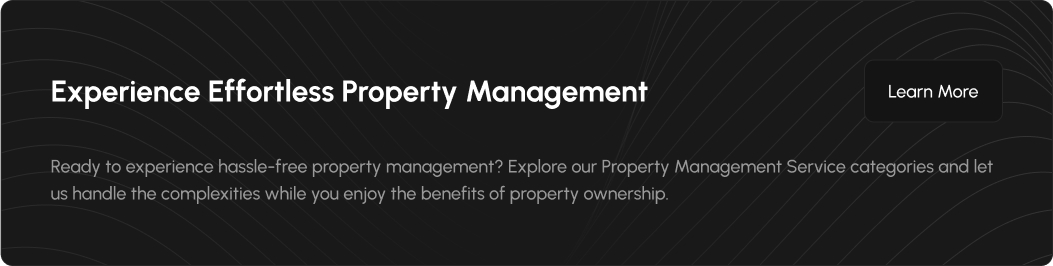 Experience Effortless Property Management
Learn More
Ready to experience hassle-free property management? Explore our Property Management Service categories and let
us handle the complexities while you enjoy the benefits of property ownership.